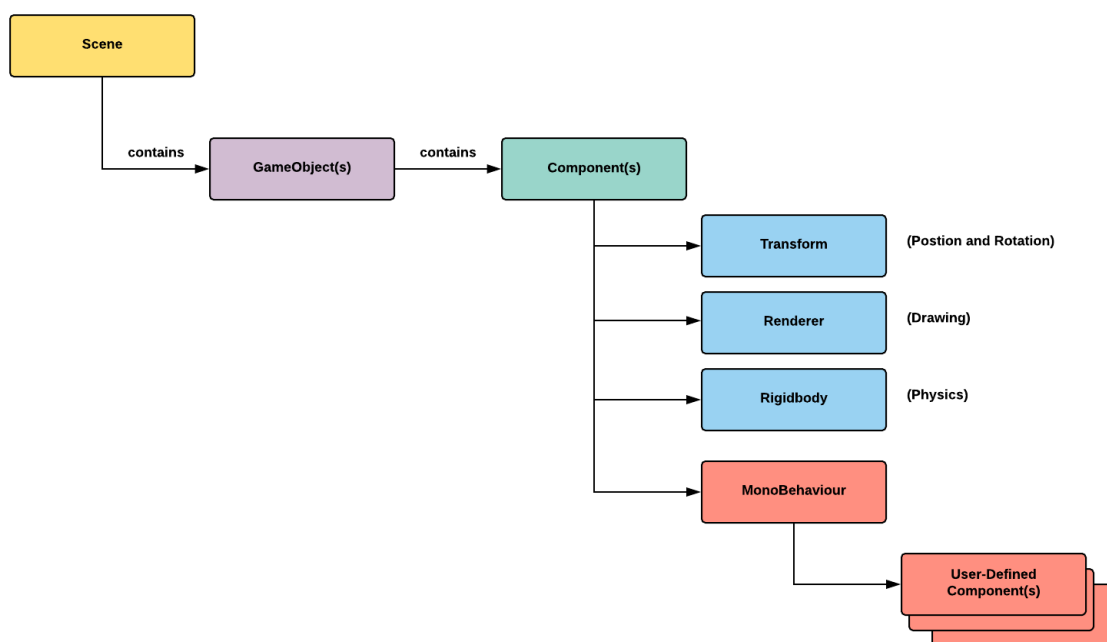 Scene
contains
GameObject(s)
contains
Component(s)
Transform
(Postion and Rotation)
Renderer
(Drawing)
Rigidbody
(Physics)
MonoBehaviour
User-Defined
Component(s)